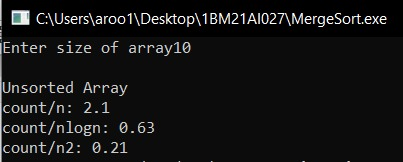 C:\Users\aroo1\Desktop\1BM21AI027\MergeSort.exe
Enter size of array10
Unsorted Array
count/n: 2.1
count/nlogn: 0.63
count/n2: 0.21